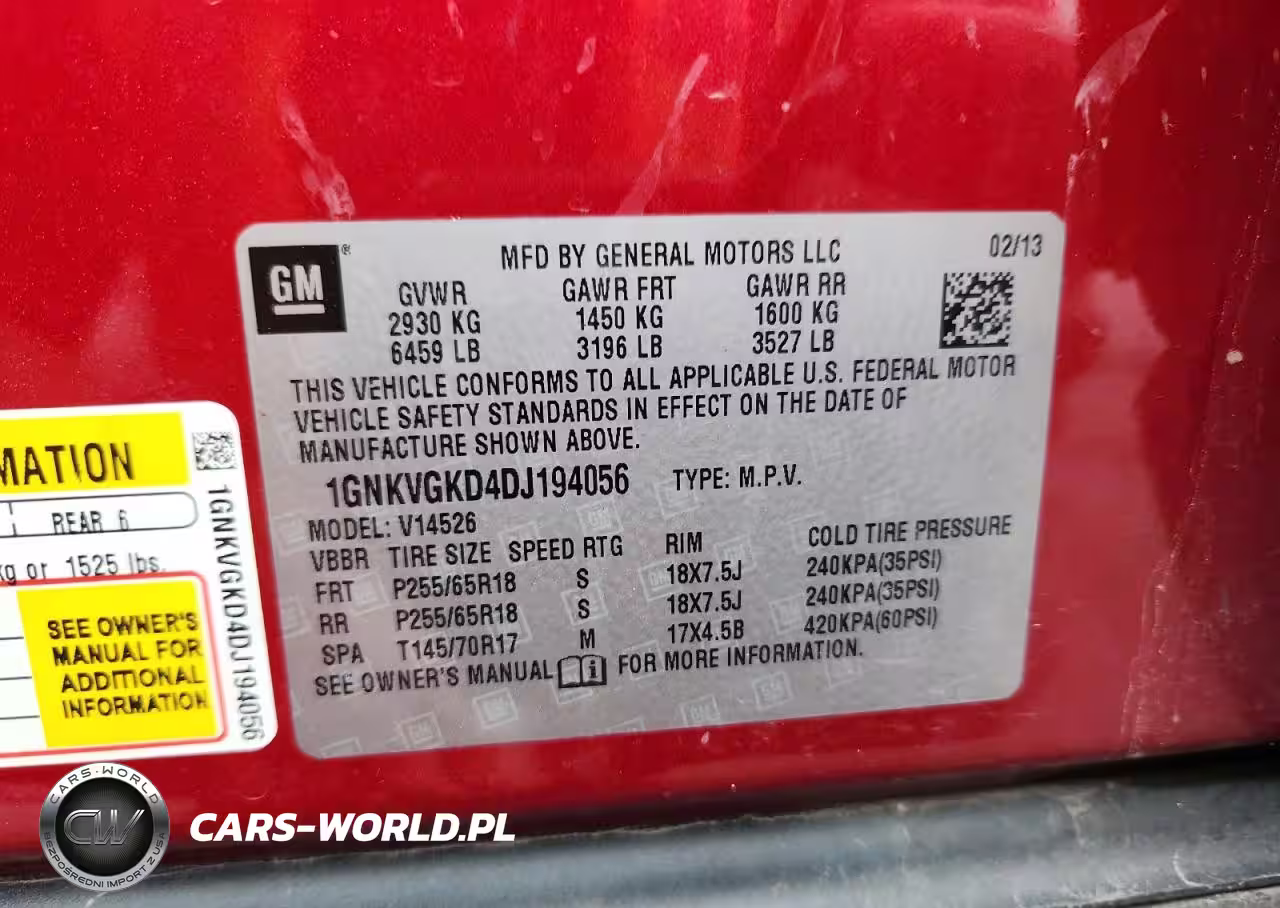 MFD BY GENERAL MOTORS LLC
02/13
GM®
GVWR GAWR FRT GAWR RR
2930 KG 1450 KG 1600 KG
6459 LB 3196 LB 3527 LB
THIS VEHICLE CONFORMS TO ALL APPLICABLE U.S. FEDERAL MOTOR
VEHICLE SAFETY STANDARDS IN EFFECT ON THE DATE OF
MANUFACTURE SHOWN ABOVE.
1GNKVGKD4DJ194056 TYPE: M.P.V.
MODEL: V14526
VBBR TIRE SIZE SPEED RTG RIM COLD TIRE PRESSURE
FRT P255/65R18 S 18X7.5J 240KPA(35PSI)
RR P255/65R18 S 18X7.5J 240KPA(35PSI)
SPA T145/70R17 M 17X4.5B 420KPA(60PSI)
SEE OWNER'S MANUAL FOR MORE INFORMATION.
MATION
REAR 6
kg or 1525 lbs.
SEE OWNER'S
MANUAL FOR
ADDITIONAL
INFORMATION
1GNKVGKD4DJ194056
CARS-WORLD
CW
BEZPOŚREDNI IMPORT Z USA
CARS-WORLD.PL